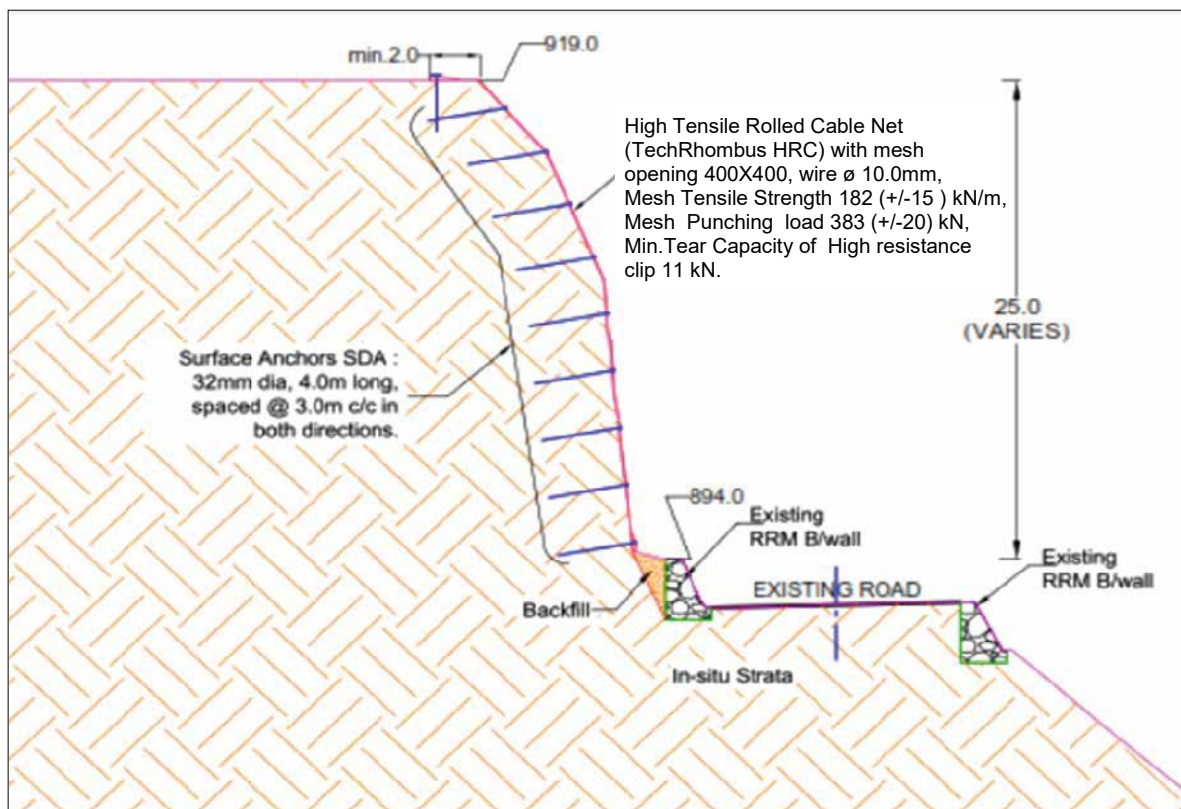 min.2.0
919.0
High Tensile Rolled Cable Net
(TechRhombus HRC) with mesh
opening 400X400, wire ø 10.0mm,
Mesh Tensile Strength 182 (+/-15 ) kN/m,
Mesh Punching load 383 (+/-20) kN,
Min.Tear Capacity of High resistance
clip 11 kN.
25.0
(VARIES)
Surface Anchors SDA :
32mm dia, 4.0m long,
spaced @ 3.0m c/c in
both directions.
894.0
Existing
RRM B/wall
Existing
RRM B/wall
EXISTING ROAD
Backfill
In-situ Strata